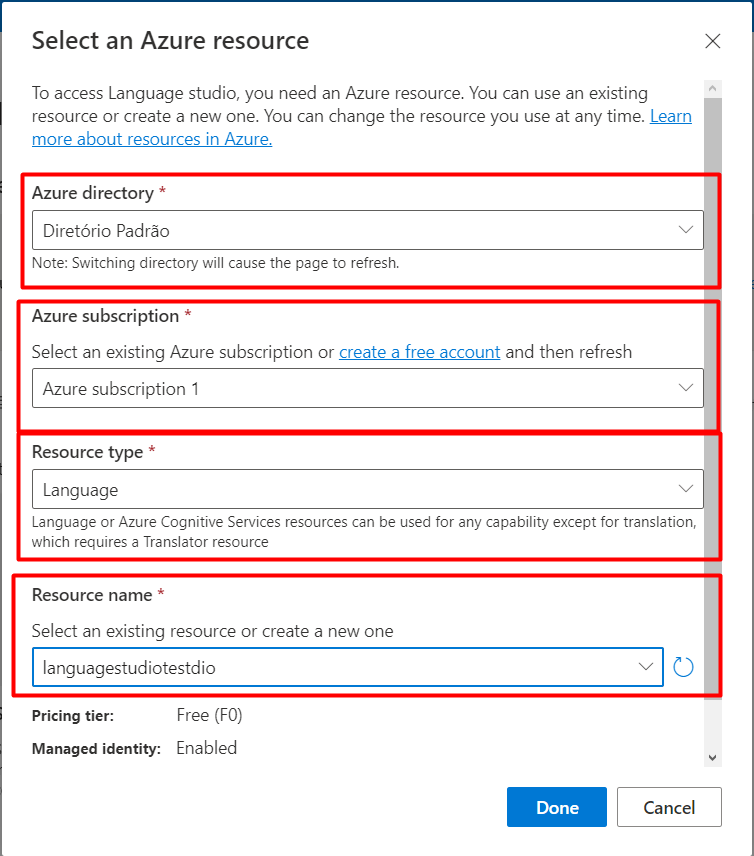 Select an Azure resource
To access Language studio, you need an Azure resource. You can use an existing
resource or create a new one. You can change the resource you use at any time. Learn
more about resources in Azure.
Azure directory *
Diretório Padrão
Note: Switching directory will cause the page to refresh.
Azure subscription *
Select an existing Azure subscription or create a free account and then refresh
Azure subscription 1
Resource type *
Language
Language or Azure Cognitive Services resources can be used for any capability except for translation,
which requires a Translator resource
Resource name *
Select an existing resource or create a new one
languagestudiotestdio
Pricing tier: Free (F0)
Managed identity: Enabled
Done Cancel